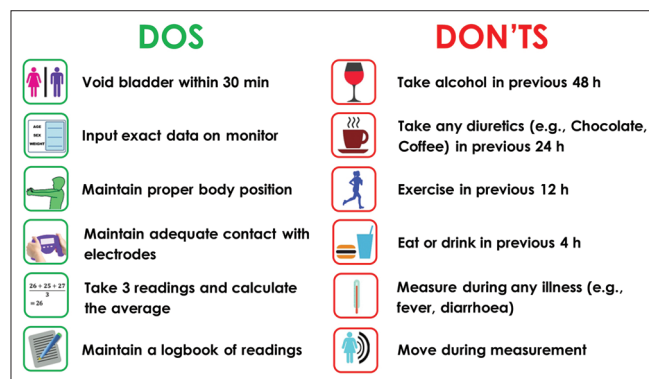 DOS
Void bladder within 30 min
AGE
SEX
WEIGHT
Input exact data on monitor
Maintain proper body position
Maintain adequate contact with
electrodes
26 + 25 + 27
3
= 26
Take 3 readings and calculate
the average
Maintain a logbook of readings
DON'TS
Take alcohol in previous 48 h
Take any diuretics (e.g., Chocolate,
Coffee) in previous 24 h
Exercise in previous 12 h
Eat or drink in previous 4 h
Measure during any illness (e.g.,
fever, diarrhoea)
Move during measurement